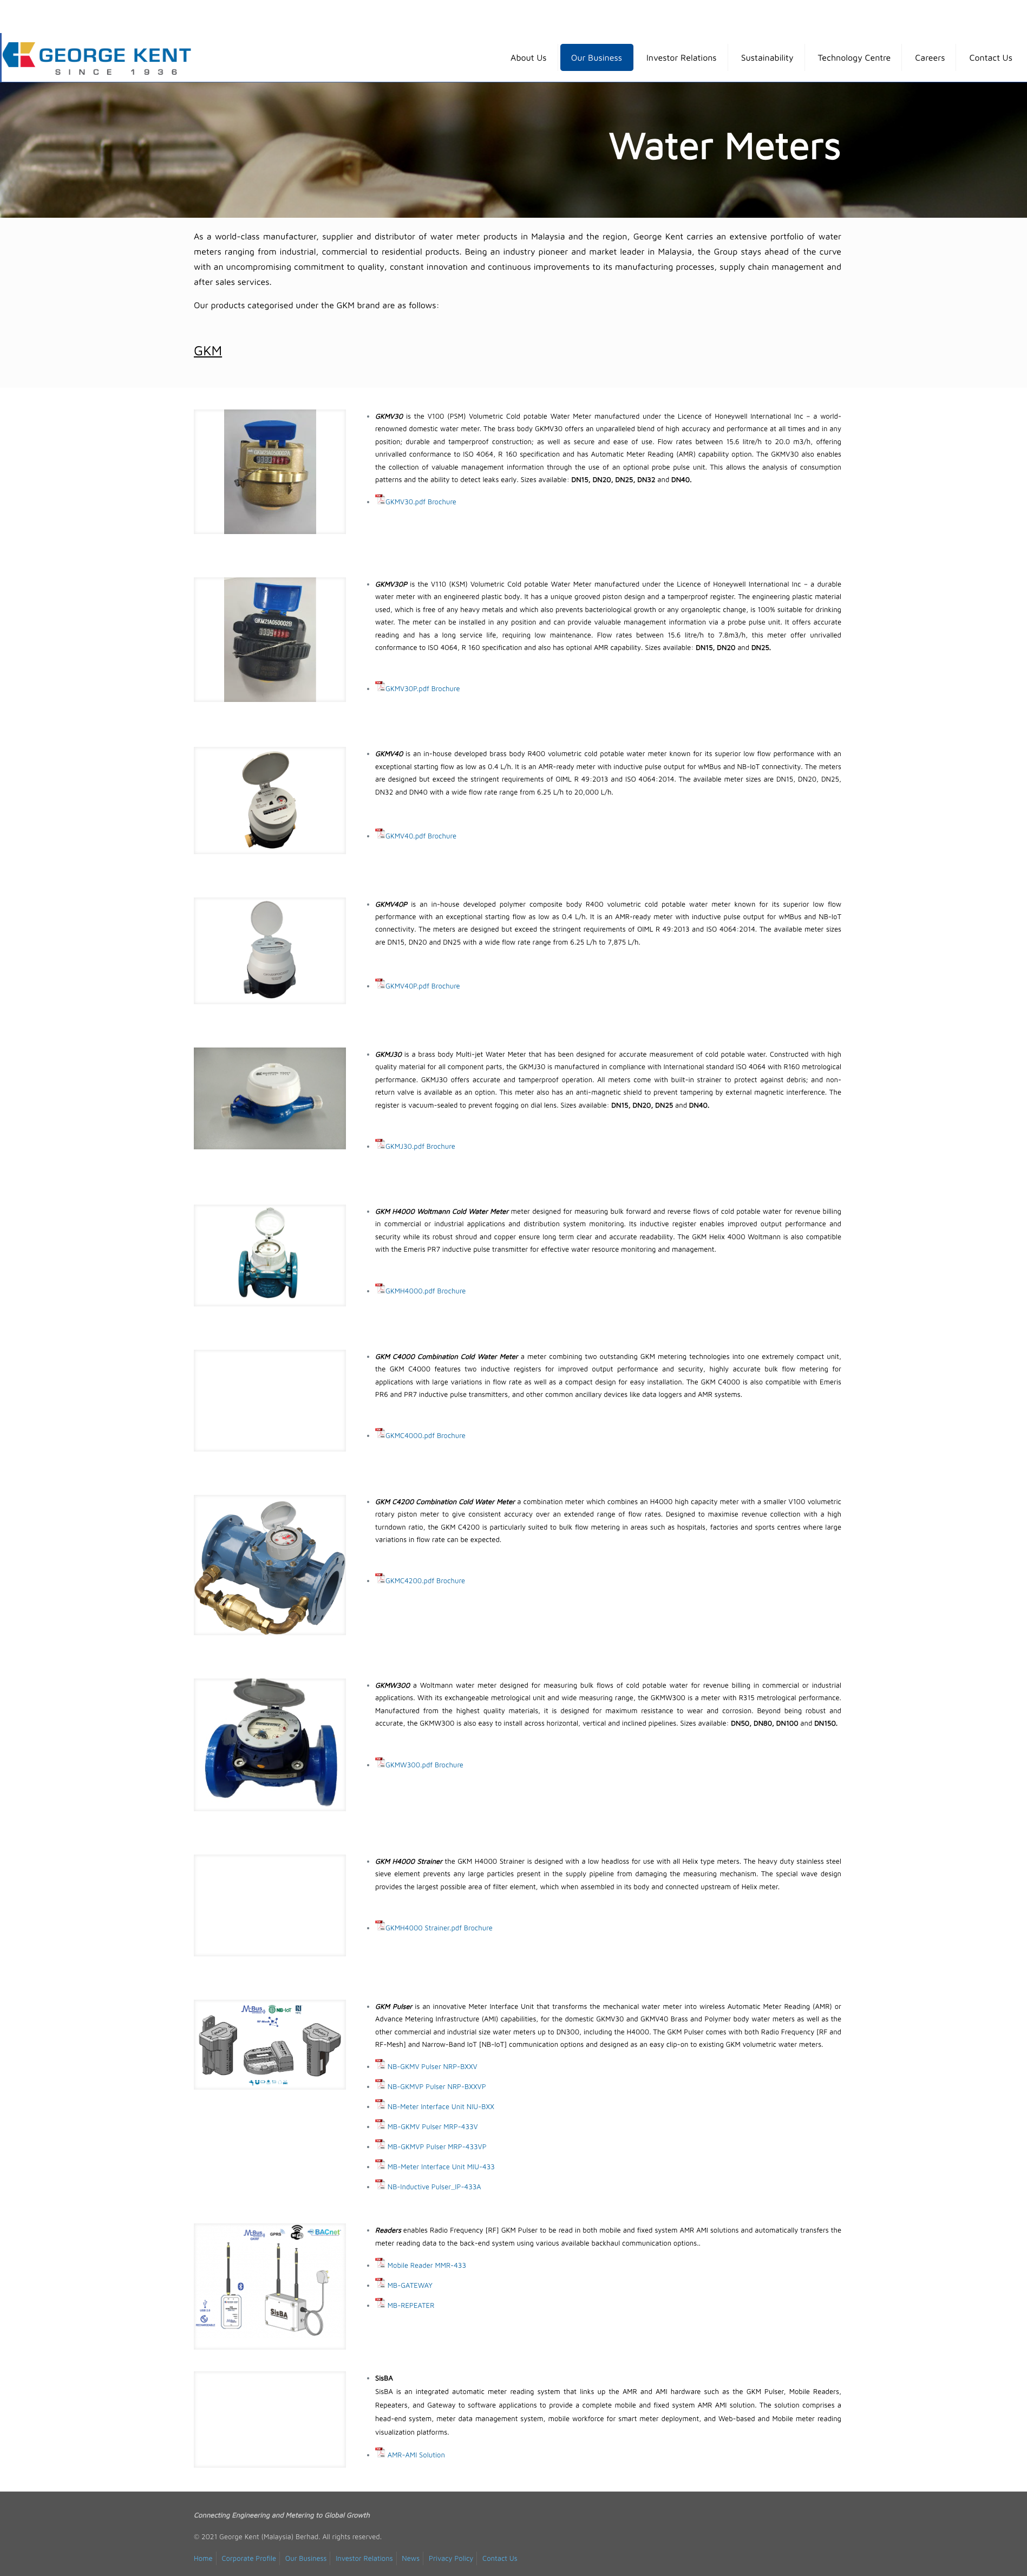 GEORGE KENT
SINCE 1936
About Us
Our Business
Investor Relations
Sustainability
Technology Centre
Careers
Contact Us
Water Meters
As a world-class manufacturer, supplier and distributor of water meter products in Malaysia and the region, George Kent carries an extensive portfolio of water
meters ranging from industrial, commercial to residential products. Being an industry pioneer and market leader in Malaysia, the Group stays ahead of the curve
with an uncompromising commitment to quality, constant innovation and continuous improvements to its manufacturing processes, supply chain management and
after sales services.
Our products categorised under the GKM brand are as follows:
GKM
GKMV30 is the V100 (PSM) Volumetric Cold potable Water Meter manufactured under the Licence of Honeywell International Inc – a world-
renowned domestic water meter. The brass body GKMV30 offers an unparalleled blend of high accuracy and performance at all times and in any
position; durable and tamperproof construction; as well as secure and ease of use. Flow rates between 15.6 litre/h to 20.0 m3/h, offering
unrivalled conformance to ISO 4064, R 160 specification and has Automatic Meter Reading (AMR) capability option. The GKMV30 also enables
the collection of valuable management information through the use of an optional probe pulse unit. This allows the analysis of consumption
patterns and the ability to detect leaks early. Sizes available: DN15, DN20, DN25, DN32 and DN40.
GKMV30.pdf Brochure
GKMV30P is the V110 (KSM) Volumetric Cold potable Water Meter manufactured under the Licence of Honeywell International Inc – a durable
water meter with an engineered plastic body. It has a unique grooved piston design and a tamperproof register. The engineering plastic material
used, which is free of any heavy metals and which also prevents bacteriological growth or any organoleptic change, is 100% suitable for drinking
water. The meter can be installed in any position and can provide valuable management information via a probe pulse unit. It offers accurate
reading and has a long service life, requiring low maintenance. Flow rates between 15.6 litre/h to 7.8m3/h, this meter offer unrivalled
conformance to ISO 4064, R 160 specification and also has optional AMR capability. Sizes available: DN15, DN20 and DN25.
GKMV30P.pdf Brochure
GKMV40 is an in-house developed brass body R400 volumetric cold potable water meter known for its superior low flow performance with an
exceptional starting flow as low as 0.4 L/h. It is an AMR-ready meter with inductive pulse output for wMBus and NB-IoT connectivity. The meters
are designed but exceed the stringent requirements of OIML R 49:2013 and ISO 4064:2014. The available meter sizes are DN15, DN20, DN25,
DN32 and DN40 with a wide flow rate range from 6.25 L/h to 20,000 L/h.
GKMV40.pdf Brochure
GKMV40P is an in-house developed polymer composite body R400 volumetric cold potable water meter known for its superior low flow
performance with an exceptional starting flow as low as 0.4 L/h. It is an AMR-ready meter with inductive pulse output for wMBus and NB-IoT
connectivity. The meters are designed but exceed the stringent requirements of OIML R 49:2013 and ISO 4064:2014. The available meter sizes
are DN15, DN20 and DN25 with a wide flow rate range from 6.25 L/h to 7,875 L/h.
GKMV40P.pdf Brochure
GKMJ30 is a brass body Multi-jet Water Meter that has been designed for accurate measurement of cold potable water. Constructed with high
quality material for all component parts, the GKMJ30 is manufactured in compliance with International standard ISO 4064 with R160 metrological
performance. GKMJ30 offers accurate and tamperproof operation. All meters come with built-in strainer to protect against debris; and non-
return valve is available as an option. This meter also has an anti-magnetic shield to prevent tampering by external magnetic interference. The
register is vacuum-sealed to prevent fogging on dial lens. Sizes available: DN15, DN20, DN25 and DN40.
GKMJ30.pdf Brochure
GKM H4000 Woltmann Cold Water Meter meter designed for measuring bulk forward and reverse flows of cold potable water for revenue billing
in commercial or industrial applications and distribution system monitoring. Its inductive register enables improved output performance and
security while its robust shroud and copper ensure long term clear and accurate readability. The GKM Helix 4000 Woltmann is also compatible
with the Emeris PR7 inductive pulse transmitter for effective water resource monitoring and management.
GKMH4000.pdf Brochure
GKM C4000 Combination Cold Water Meter a meter combining two outstanding GKM metering technologies into one extremely compact unit,
the GKM C4000 features two inductive registers for improved output performance and security, highly accurate bulk flow metering for
applications with large variations in flow rate as well as a compact design for easy installation. The GKM C4000 is also compatible with Emeris
PR6 and PR7 inductive pulse transmitters, and other common ancillary devices like data loggers and AMR systems.
GKMC4000.pdf Brochure
GKM C4200 Combination Cold Water Meter a combination meter which combines an H4000 high capacity meter with a smaller V100 volumetric
rotary piston meter to give consistent accuracy over an extended range of flow rates. Designed to maximise revenue collection with a high
turndown ratio, the GKM C4200 is particularly suited to bulk flow metering in areas such as hospitals, factories and sports centres where large
variations in flow rate can be expected.
GKMC4200.pdf Brochure
GKMW300 a Woltmann water meter designed for measuring bulk flows of cold potable water for revenue billing in commercial or industrial
applications. With its exchangeable metrological unit and wide measuring range, the GKMW300 is a meter with R315 metrological performance.
Manufactured from the highest quality materials, it is designed for maximum resistance to wear and corrosion. Beyond being robust and
accurate, the GKMW300 is also easy to install across horizontal, vertical and inclined pipelines. Sizes available: DN50, DN80, DN100 and DN150.
GKMW300.pdf Brochure
GKM H4000 Strainer the GKM H4000 Strainer is designed with a low headloss for use with all Helix type meters. The heavy duty stainless steel
sieve element prevents any large particles present in the supply pipeline from damaging the measuring mechanism. The special wave design
provides the largest possible area of filter element, which when assembled in its body and connected upstream of Helix meter.
GKMH4000 Strainer.pdf Brochure
GKM Pulser is an innovative Meter Interface Unit that transforms the mechanical water meter into wireless Automatic Meter Reading (AMR) or
Advance Metering Infrastructure (AMI) capabilities, for the domestic GKMV30 and GKMV40 Brass and Polymer body water meters as well as the
other commercial and industrial size water meters up to DN300, including the H4000. The GKM Pulser comes with both Radio Frequency [RF and
RF-Mesh] and Narrow-Band IoT [NB-IoT] communication options and designed as an easy clip-on to existing GKM volumetric water meters.
NB-GKMV Pulser NRP-BXXV
NB-GKMVP Pulser NRP-BXXVP
NB-Meter Interface Unit NIU-BXX
MB-GKMV Pulser MRP-433V
MB-GKMVP Pulser MRP-433VP
MB-Meter Interface Unit MIU-433
NB-Inductive Pulser_IP-433A
Readers enables Radio Frequency [RF] GKM Pulser to be read in both mobile and fixed system AMR AMI solutions and automatically transfers the
meter reading data to the back-end system using various available backhaul communication options..
Mobile Reader MMR-433
MB-GATEWAY
MB-REPEATER
BACnet
SisBA
SisBA
SisBA is an integrated automatic meter reading system that links up the AMR and AMI hardware such as the GKM Pulser, Mobile Readers,
Repeaters, and Gateway to software applications to provide a complete mobile and fixed system AMR AMI solution. The solution comprises a
head-end system, meter data management system, mobile workforce for smart meter deployment, and Web-based and Mobile meter reading
visualization platforms.
AMR-AMI Solution
Connecting Engineering and Metering to Global Growth
© 2021 George Kent (Malaysia) Berhad. All rights reserved.
Home
Corporate Profile
Our Business
Investor Relations
News
Privacy Policy
Contact Us